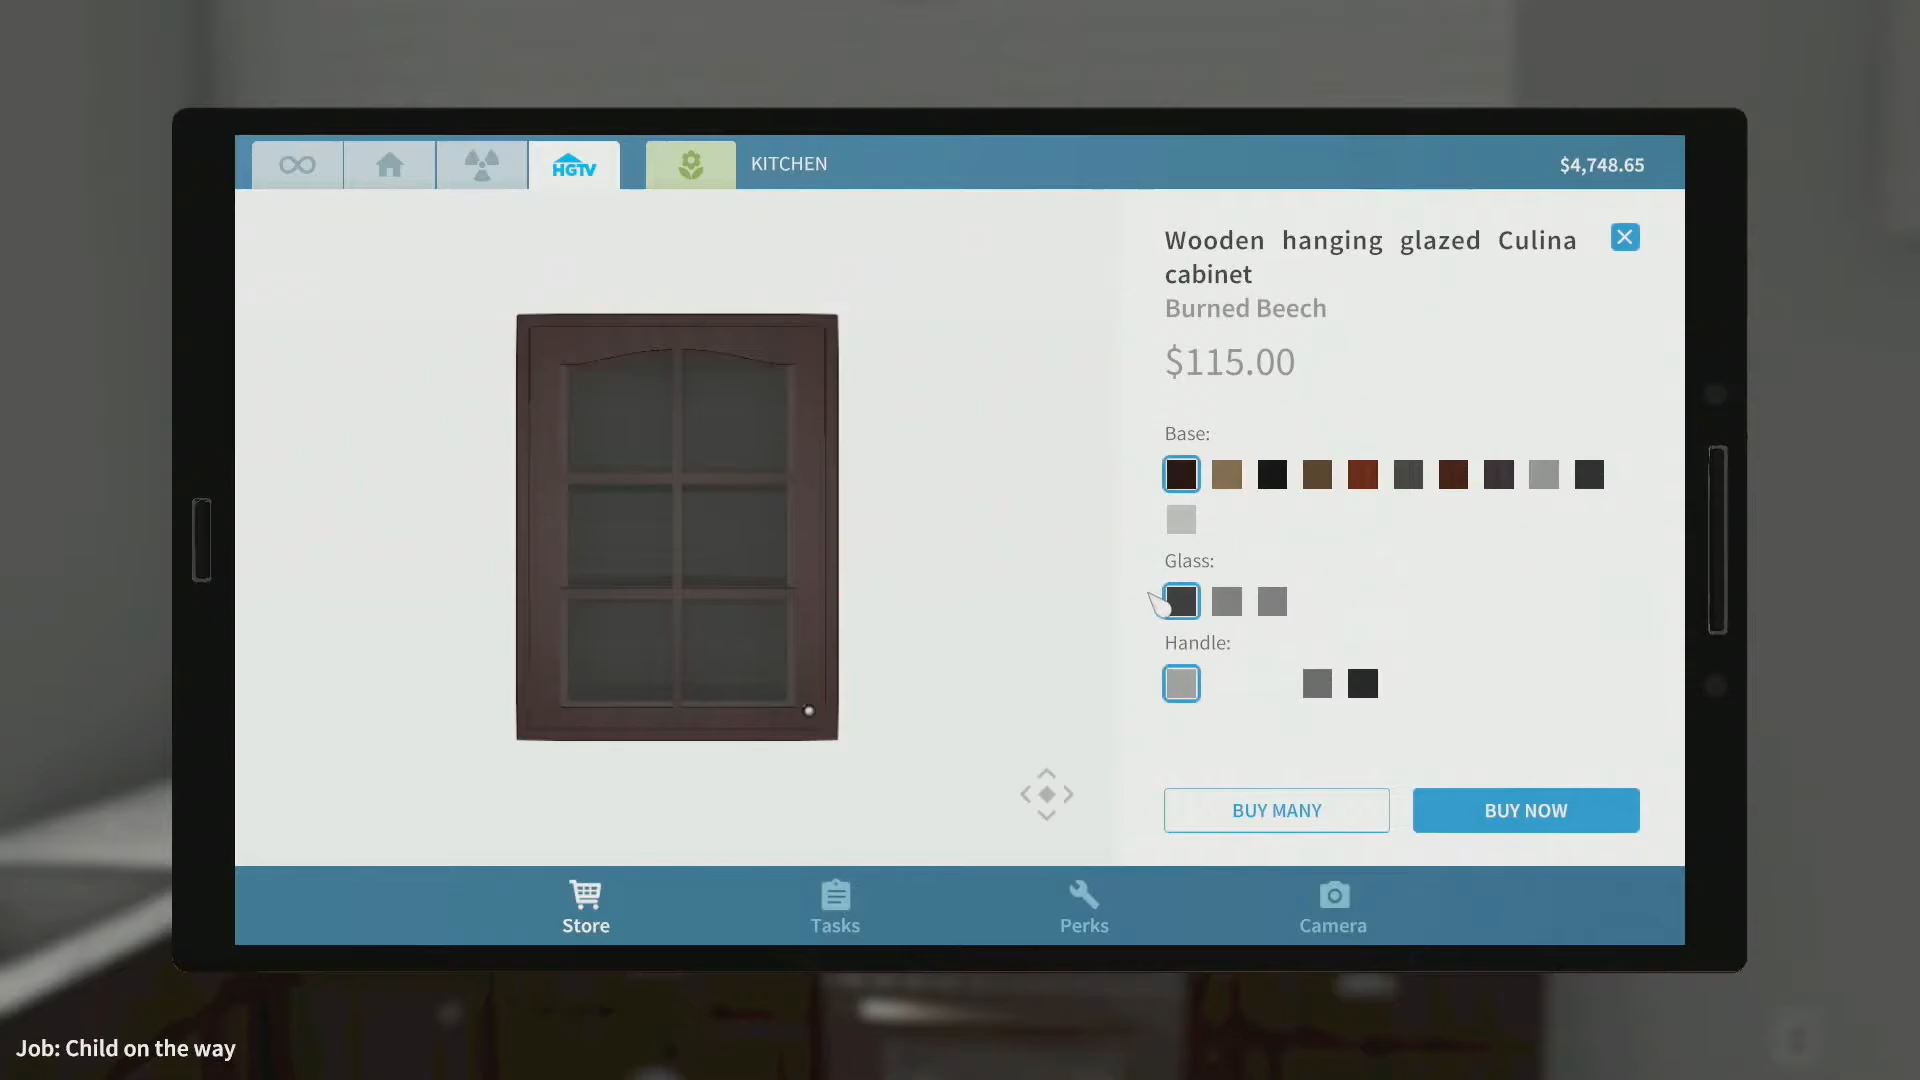 HGTV
KITCHEN
$4,748.65
Wooden hanging glazed Culina
cabinet
Burned Beech
$115.00
Base:
Glass:
Handle:
BUY MANY
BUY NOW
Store
Tasks
Perks
Camera
Job: Child on the way